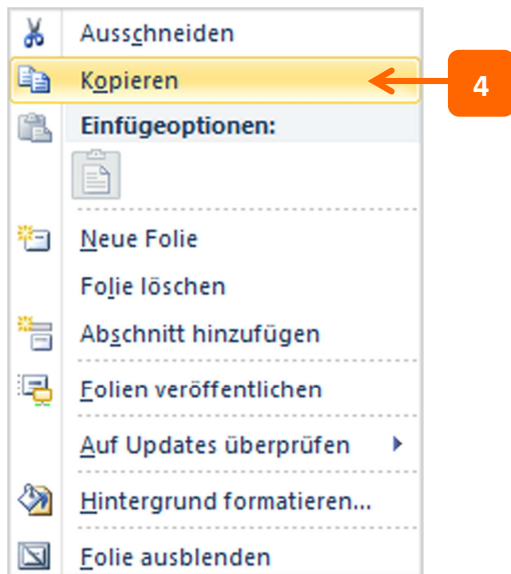 Ausschneiden
Kopieren
4
Einfügeoptionen:
Neue Folie
Folie löschen
Abschnitt hinzufügen
Folien veröffentlichen
Auf Updates überprüfen
Hintergrund formatieren...
Folie ausblenden